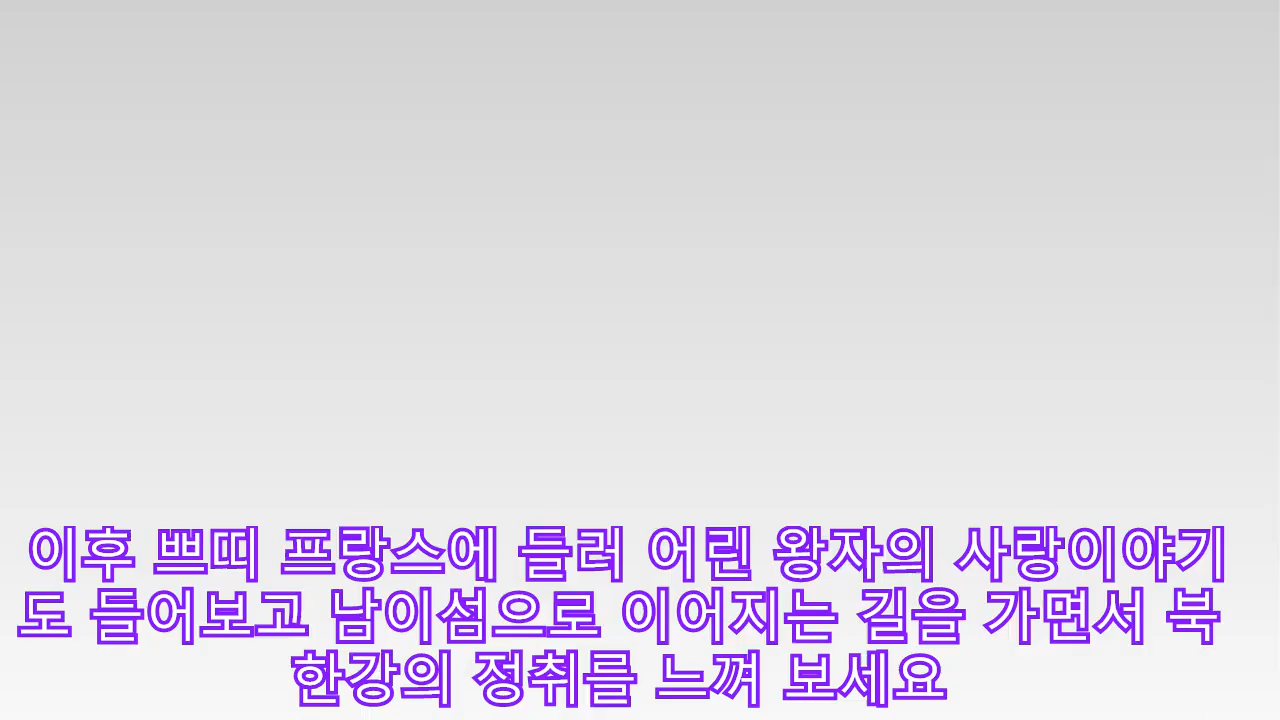 이후 쁘띠 프랑스에 들러 어린 왕자의 사랑이야기
도 들어보고 남이섬으로 이어지는 길을 가면서 북
한강의 정취를 느껴 보세요